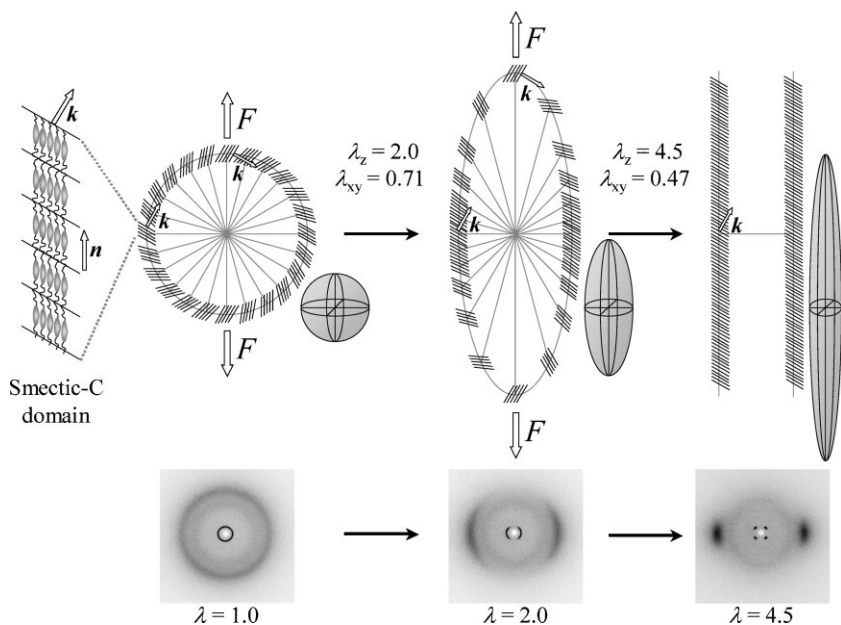 F
F
k
λz = 2.0
λxy = 0.71
k
λz = 4.5
λxy = 0.47
k
k
k
k
n
F
Smectic-C
domain
F
λ = 1.0
λ = 2.0
λ = 4.5